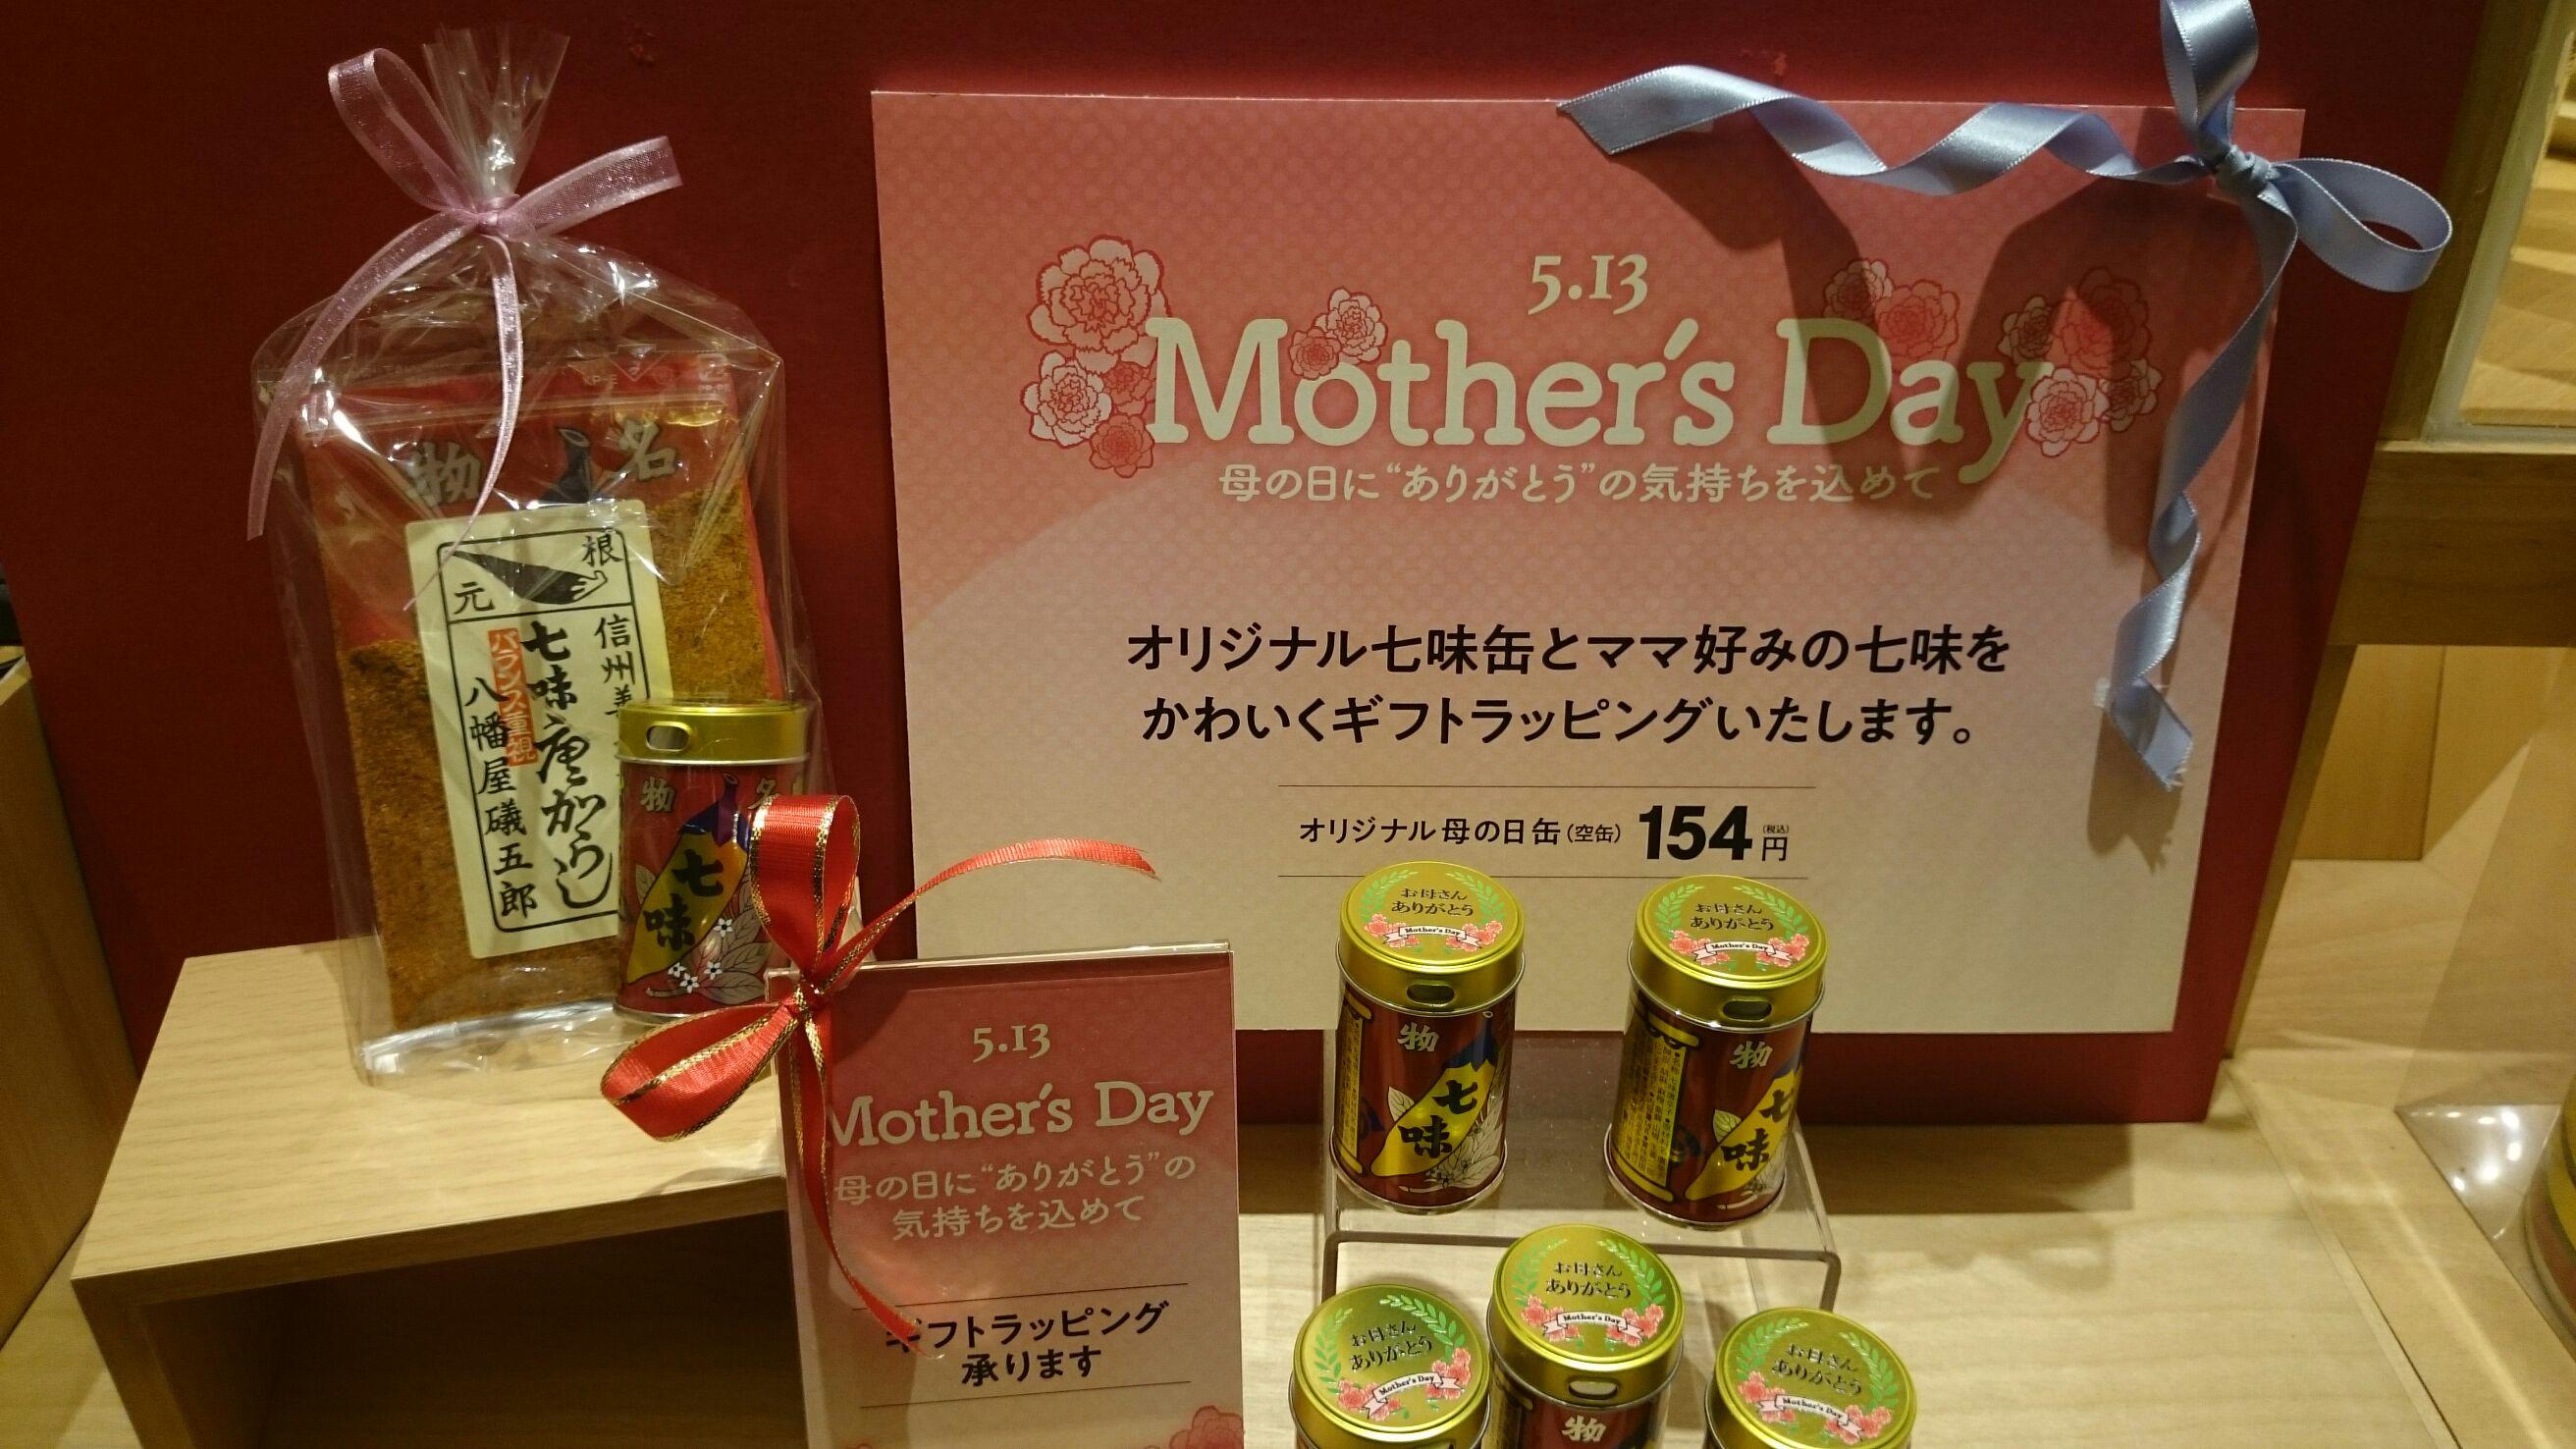 5.13
Mother's Day
母の日に“ありがとう”の気持ちを込めて
オリジナル七味缶とママ好みの七味を
かわいくギフトラッピングいたします。
オリジナル母の日缶(空缶) 154円(税込)
名物
根元
信州善
七味唐がらし
バランス重視
八幡屋礒五郎
名物
七味
5.13
Mother's Day
母の日に“ありがとう”の
気持ちを込めて
ギフトラッピング
承ります
お母さん
ありがとう
Mother's Day
物
七味
お母さん
ありがとう
Mother's Day
物
七味
お母さん
ありがとう
Mother's Day
お母さん
ありがとう
Mother's Day
物
お母さん
ありがとう
Mother's Day